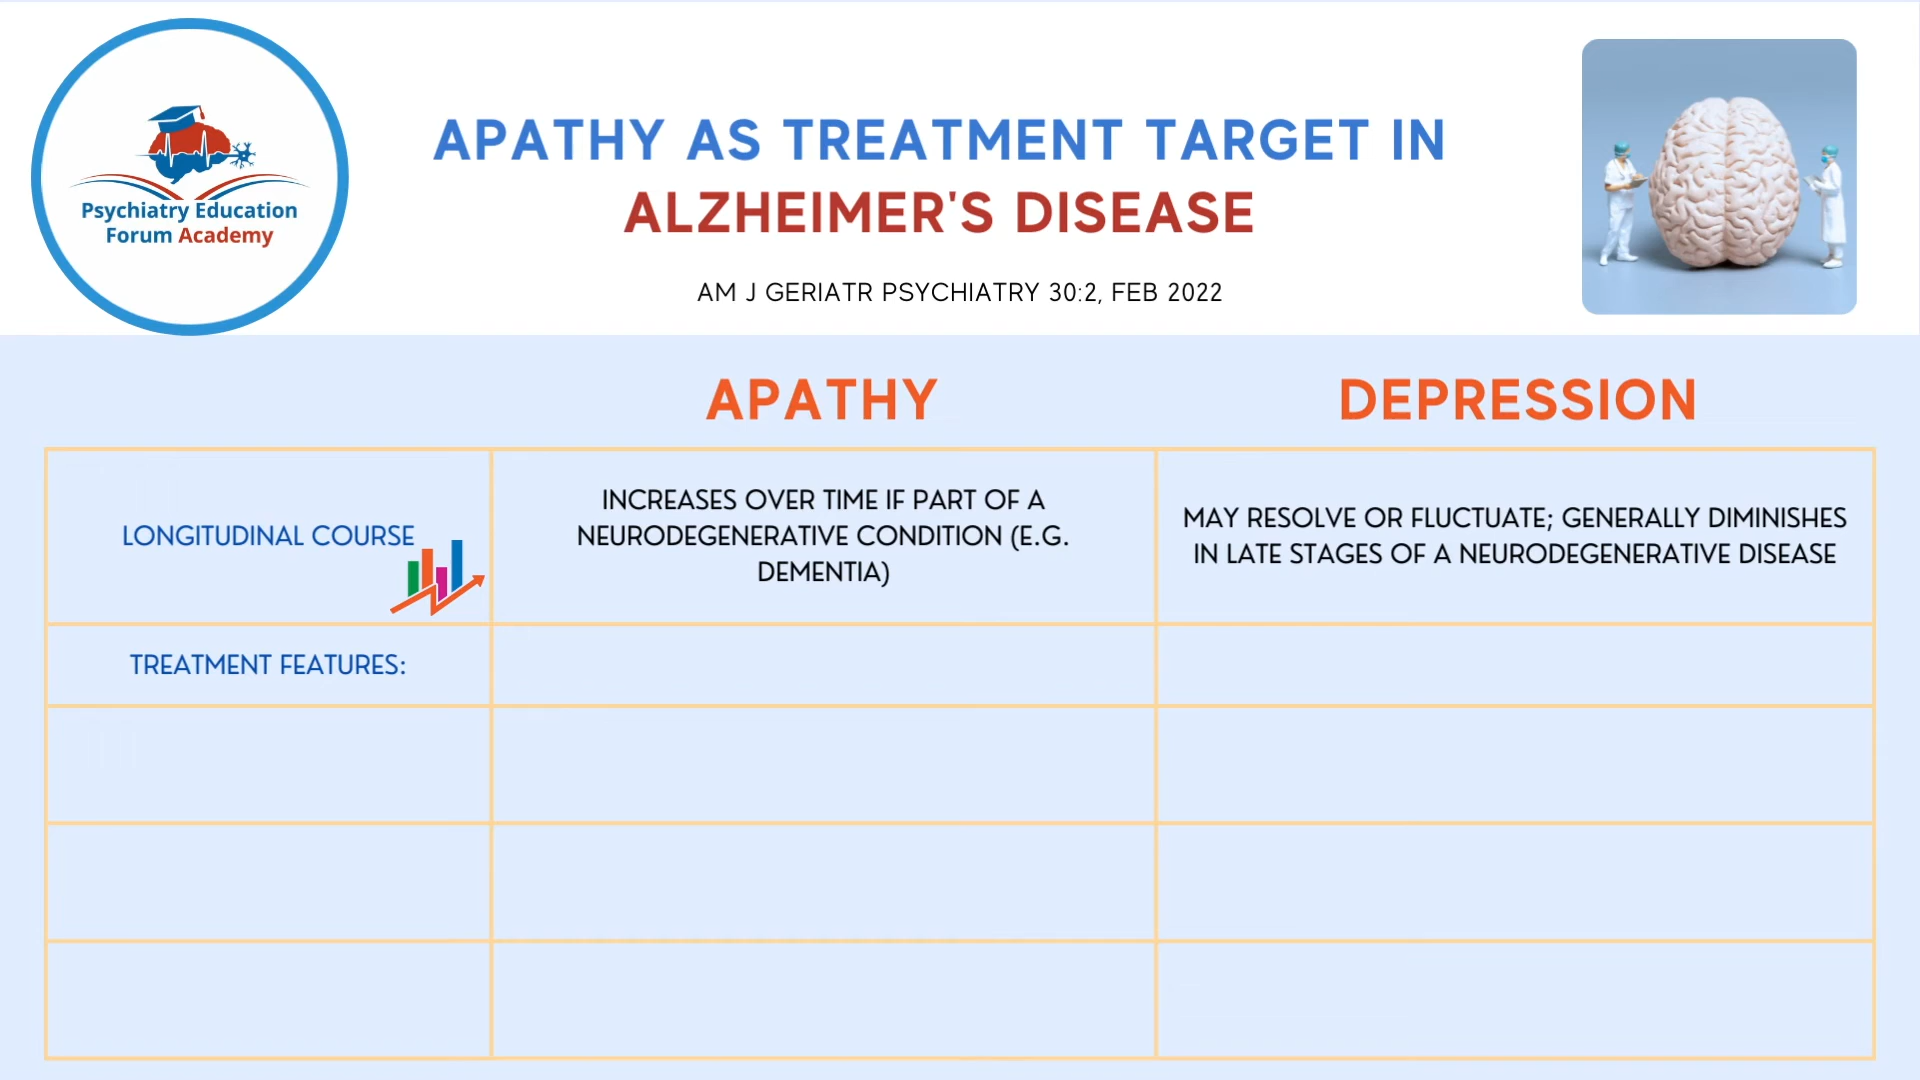 Psychiatry Education
Forum Academy
APATHY AS TREATMENT TARGET IN
ALZHEIMER'S DISEASE
AM J GERIATR PSYCHIATRY 30:2, FEB 2022
APATHY
DEPRESSION
LONGITUDINAL COURSE
INCREASES OVER TIME IF PART OF A
NEURODEGENERATIVE CONDITION (E.G.
DEMENTIA)
MAY RESOLVE OR FLUCTUATE; GENERALLY DIMINISHES
IN LATE STAGES OF A NEURODEGENERATIVE DISEASE
TREATMENT FEATURES: